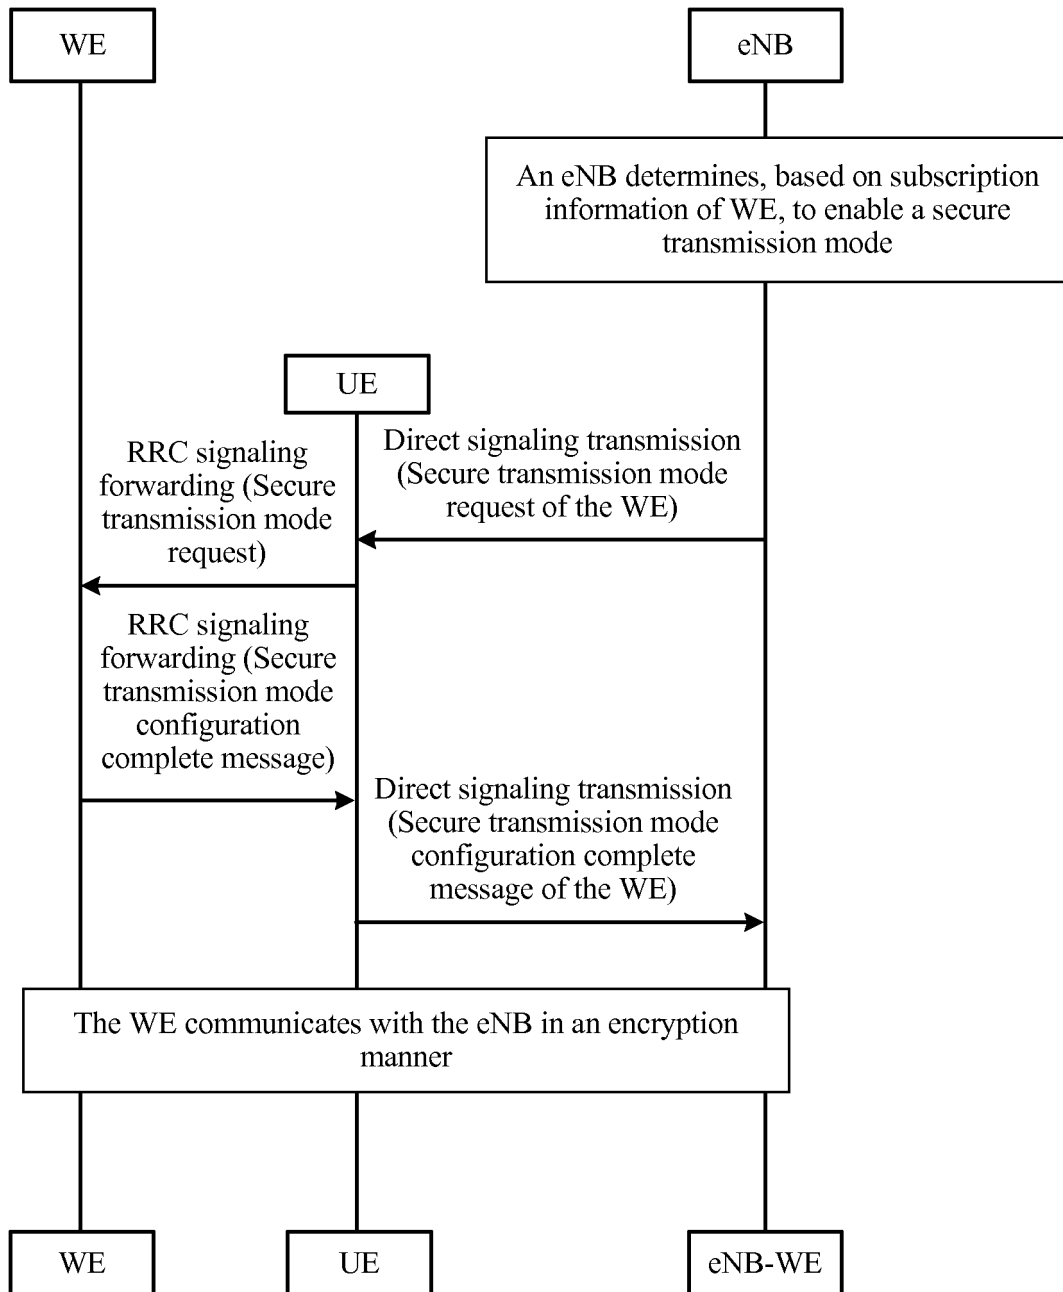 WE
eNB
An eNB determines, based on subscription
information of WE, to enable a secure
transmission mode
UE
RRC signaling
forwarding (Secure
transmission mode
request)
Direct signaling transmission
(Secure transmission mode
request of the WE)
RRC signaling
forwarding (Secure
transmission mode
configuration
complete message)
Direct signaling transmission
(Secure transmission mode
configuration complete
message of the WE)
The WE communicates with the eNB in an encryption
manner
WE
UE
eNB-WE